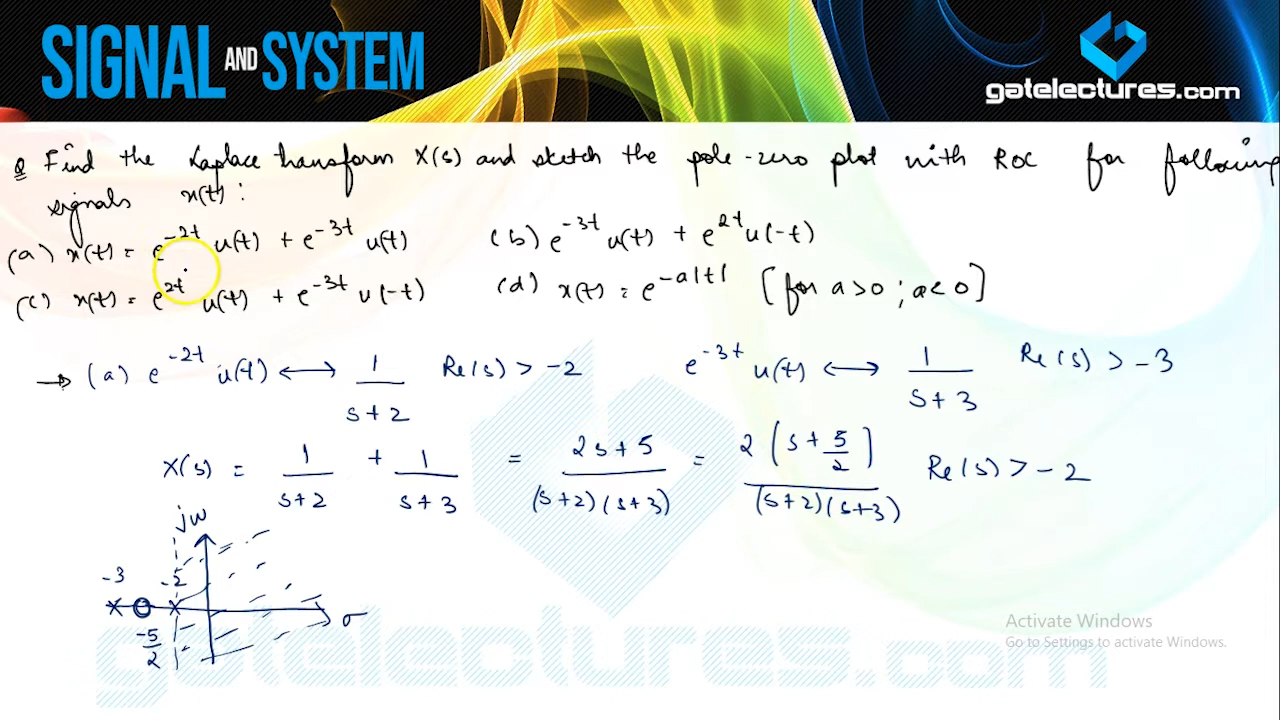 SIGNAL AND SYSTEM
gatelectures.com
Q Find the Laplace transform X(s) and sketch the pole-zero plot with ROC for following
signals x(t) :
(a) x(t) = e^-2t u(t) + e^-3t u(t) (b) e^-3t u(t) + e^2t u(-t)
(c) x(t) = e^2t u(t) + e^-3t u(-t) (d) x(t) = e^-a|t| [for a>0 ; a<0]
→ (a) e^-2t u(t) ↔ 1/(s+2) Re(s) > -2 e^-3t u(t) ↔ 1/(s+3) Re(s) > -3
X(s) = 1/(s+2) + 1/(s+3) = (2s+5)/((s+2)(s+3)) = 2(s+5/2)/((s+2)(s+3)) Re(s) > -2
jω
-3 -2
σ
-5/2
Activate Windows
Go to Settings to activate Windows.
gatelectures.com